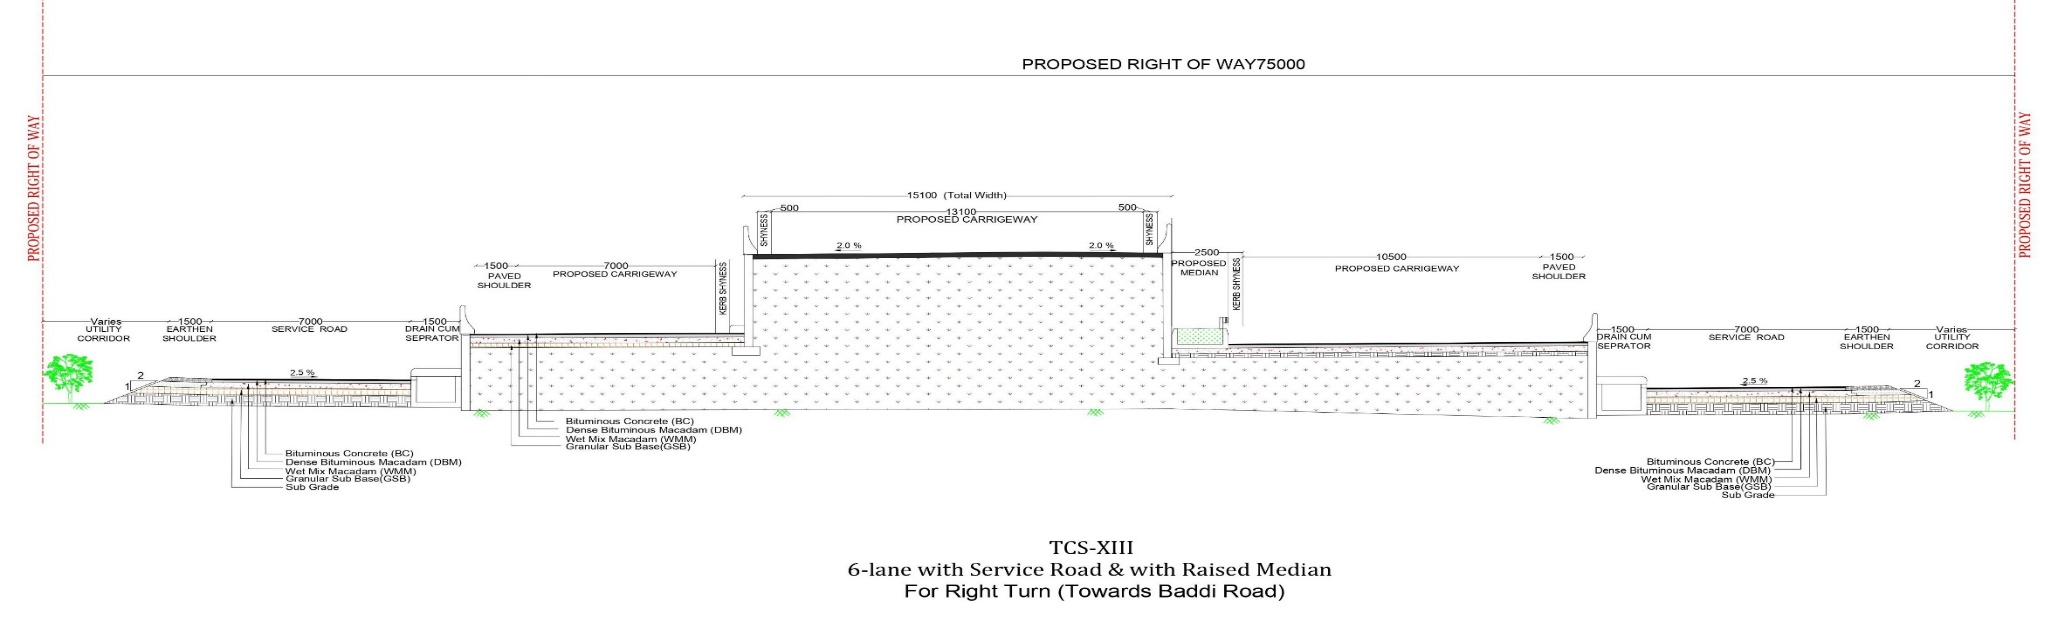 PROPOSED RIGHT OF WAY75000
PROPOSED RIGHT OF WAY
PROPOSED RIGHT OF WAY
15100 (Total Width)
500
13100
500
SHYNESS
PROPOSED CARRIGEWAY
SHYNESS
2.0 %
2.0 %
1500
PAVED
SHOULDER
7000
PROPOSED CARRIGEWAY
KERB SHYNESS
2500
PROPOSED
MEDIAN
KERB SHYNESS
10500
PROPOSED CARRIGEWAY
1500
PAVED
SHOULDER
Varies
UTILITY
CORRIDOR
1500
EARTHEN
SHOULDER
7000
SERVICE ROAD
1500
DRAIN CUM
SEPRATOR
1500
DRAIN CUM
SEPRATOR
7000
SERVICE ROAD
1500
EARTHEN
SHOULDER
Varies
UTILITY
CORRIDOR
2
1
2.5 %
2.5 %
2
1
Bituminous Concrete (BC)
Dense Bituminous Macadam (DBM)
Wet Mix Macadam (WMM)
Granular Sub Base(GSB)
Bituminous Concrete (BC)
Dense Bituminous Macadam (DBM)
Wet Mix Macadam (WMM)
Granular Sub Base(GSB)
Sub Grade
Bituminous Concrete (BC)
Dense Bituminous Macadam (DBM)
Wet Mix Macadam (WMM)
Granular Sub Base(GSB)
Sub Grade
TCS-XIII
6-lane with Service Road & with Raised Median
For Right Turn (Towards Baddi Road)